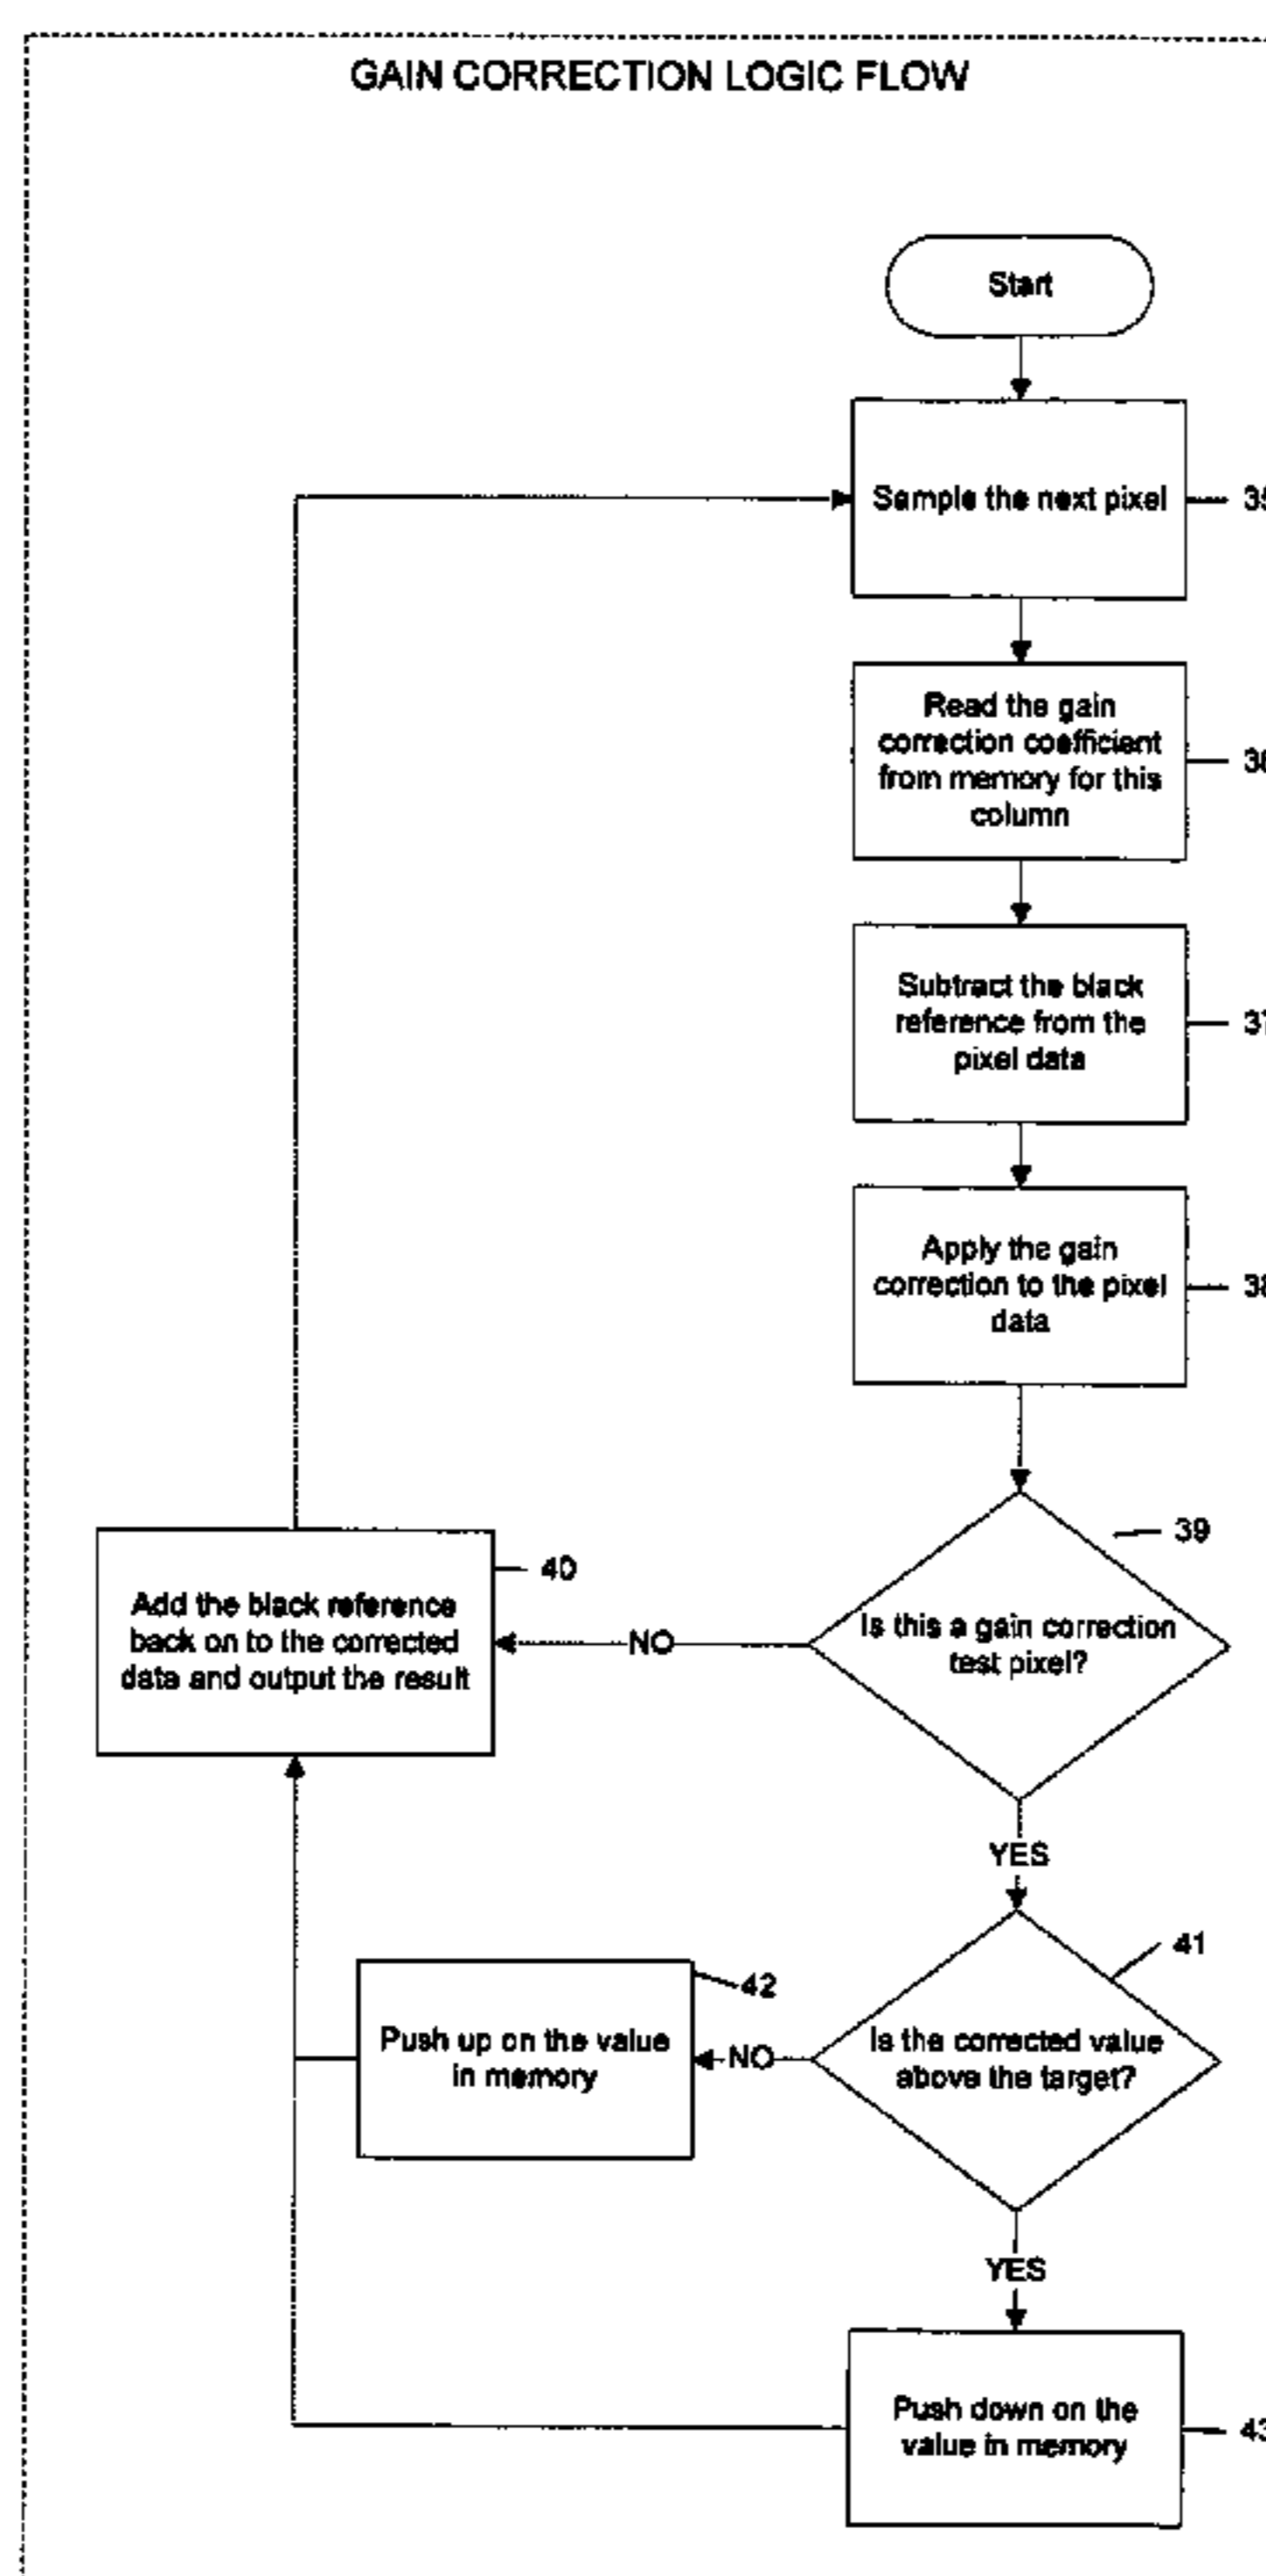 GAIN CORRECTION LOGIC FLOW
Start
Sample the next pixel
Read the gain
correction coefficient
from memory for this
column
Subtract the black
reference from the
pixel data
Apply the gain
correction to the pixel
data
39
Is this a gain correction
test pixel?
NO
40
Add the black reference
back on to the corrected
data and output the result
YES
41
Is the corrected value
above the target?
NO
42
Push up on the value
in memory
YES
Push down on the
value in memory